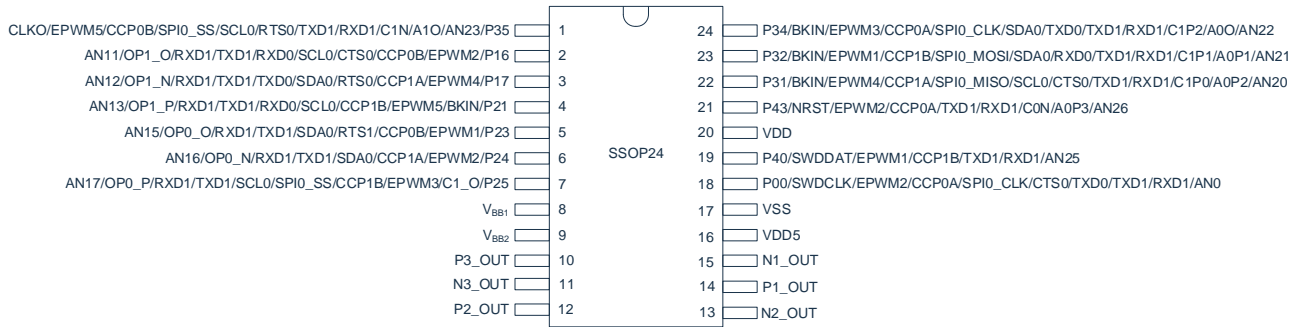 CLKO/EPWM5/CCP0B/SPI0_SS/SCL0/RTS0/TXD1/RXD1/C1N/A1O/AN23/P35 1 24 P34/BKIN/EPWM3/CCP0A/SPI0_CLK/SDA0/TXD0/TXD1/RXD1/C1P2/A0O/AN22
AN11/OP1_O/RXD1/TXD1/RXD0/SCL0/CTS0/CCP0B/EPWM2/P16 2 23 P32/BKIN/EPWM1/CCP1B/SPI0_MOSI/SDA0/RXD0/TXD1/RXD1/C1P1/A0P1/AN21
AN12/OP1_N/RXD1/TXD1/TXD0/SDA0/RTS0/CCP1A/EPWM4/P17 3 22 P31/BKIN/EPWM4/CCP1A/SPI0_MISO/SCL0/CTS0/TXD1/RXD1/C1P0/A0P2/AN20
AN13/OP1_P/RXD1/TXD1/RXD0/SCL0/CCP1B/EPWM5/BKIN/P21 4 21 P43/NRST/EPWM2/CCP0A/TXD1/RXD1/C0N/A0P3/AN26
AN15/OP0_O/RXD1/TXD1/SDA0/RTS1/CCP0B/EPWM1/P23 5 20 VDD
SSOP24
AN16/OP0_N/RXD1/TXD1/SDA0/CCP1A/EPWM2/P24 6 19 P40/SWDDAT/EPWM1/CCP1B/TXD1/RXD1/AN25
AN17/OP0_P/RXD1/TXD1/SCL0/SPI0_SS/CCP1B/EPWM3/C1_O/P25 7 18 P00/SWDCLK/EPWM2/CCP0A/SPI0_CLK/CTS0/TXD0/TXD1/RXD1/AN0
VBB1 8 17 VSS
VBB2 9 16 VDD5
P3_OUT 10 15 N1_OUT
N3_OUT 11 14 P1_OUT
P2_OUT 12 13 N2_OUT